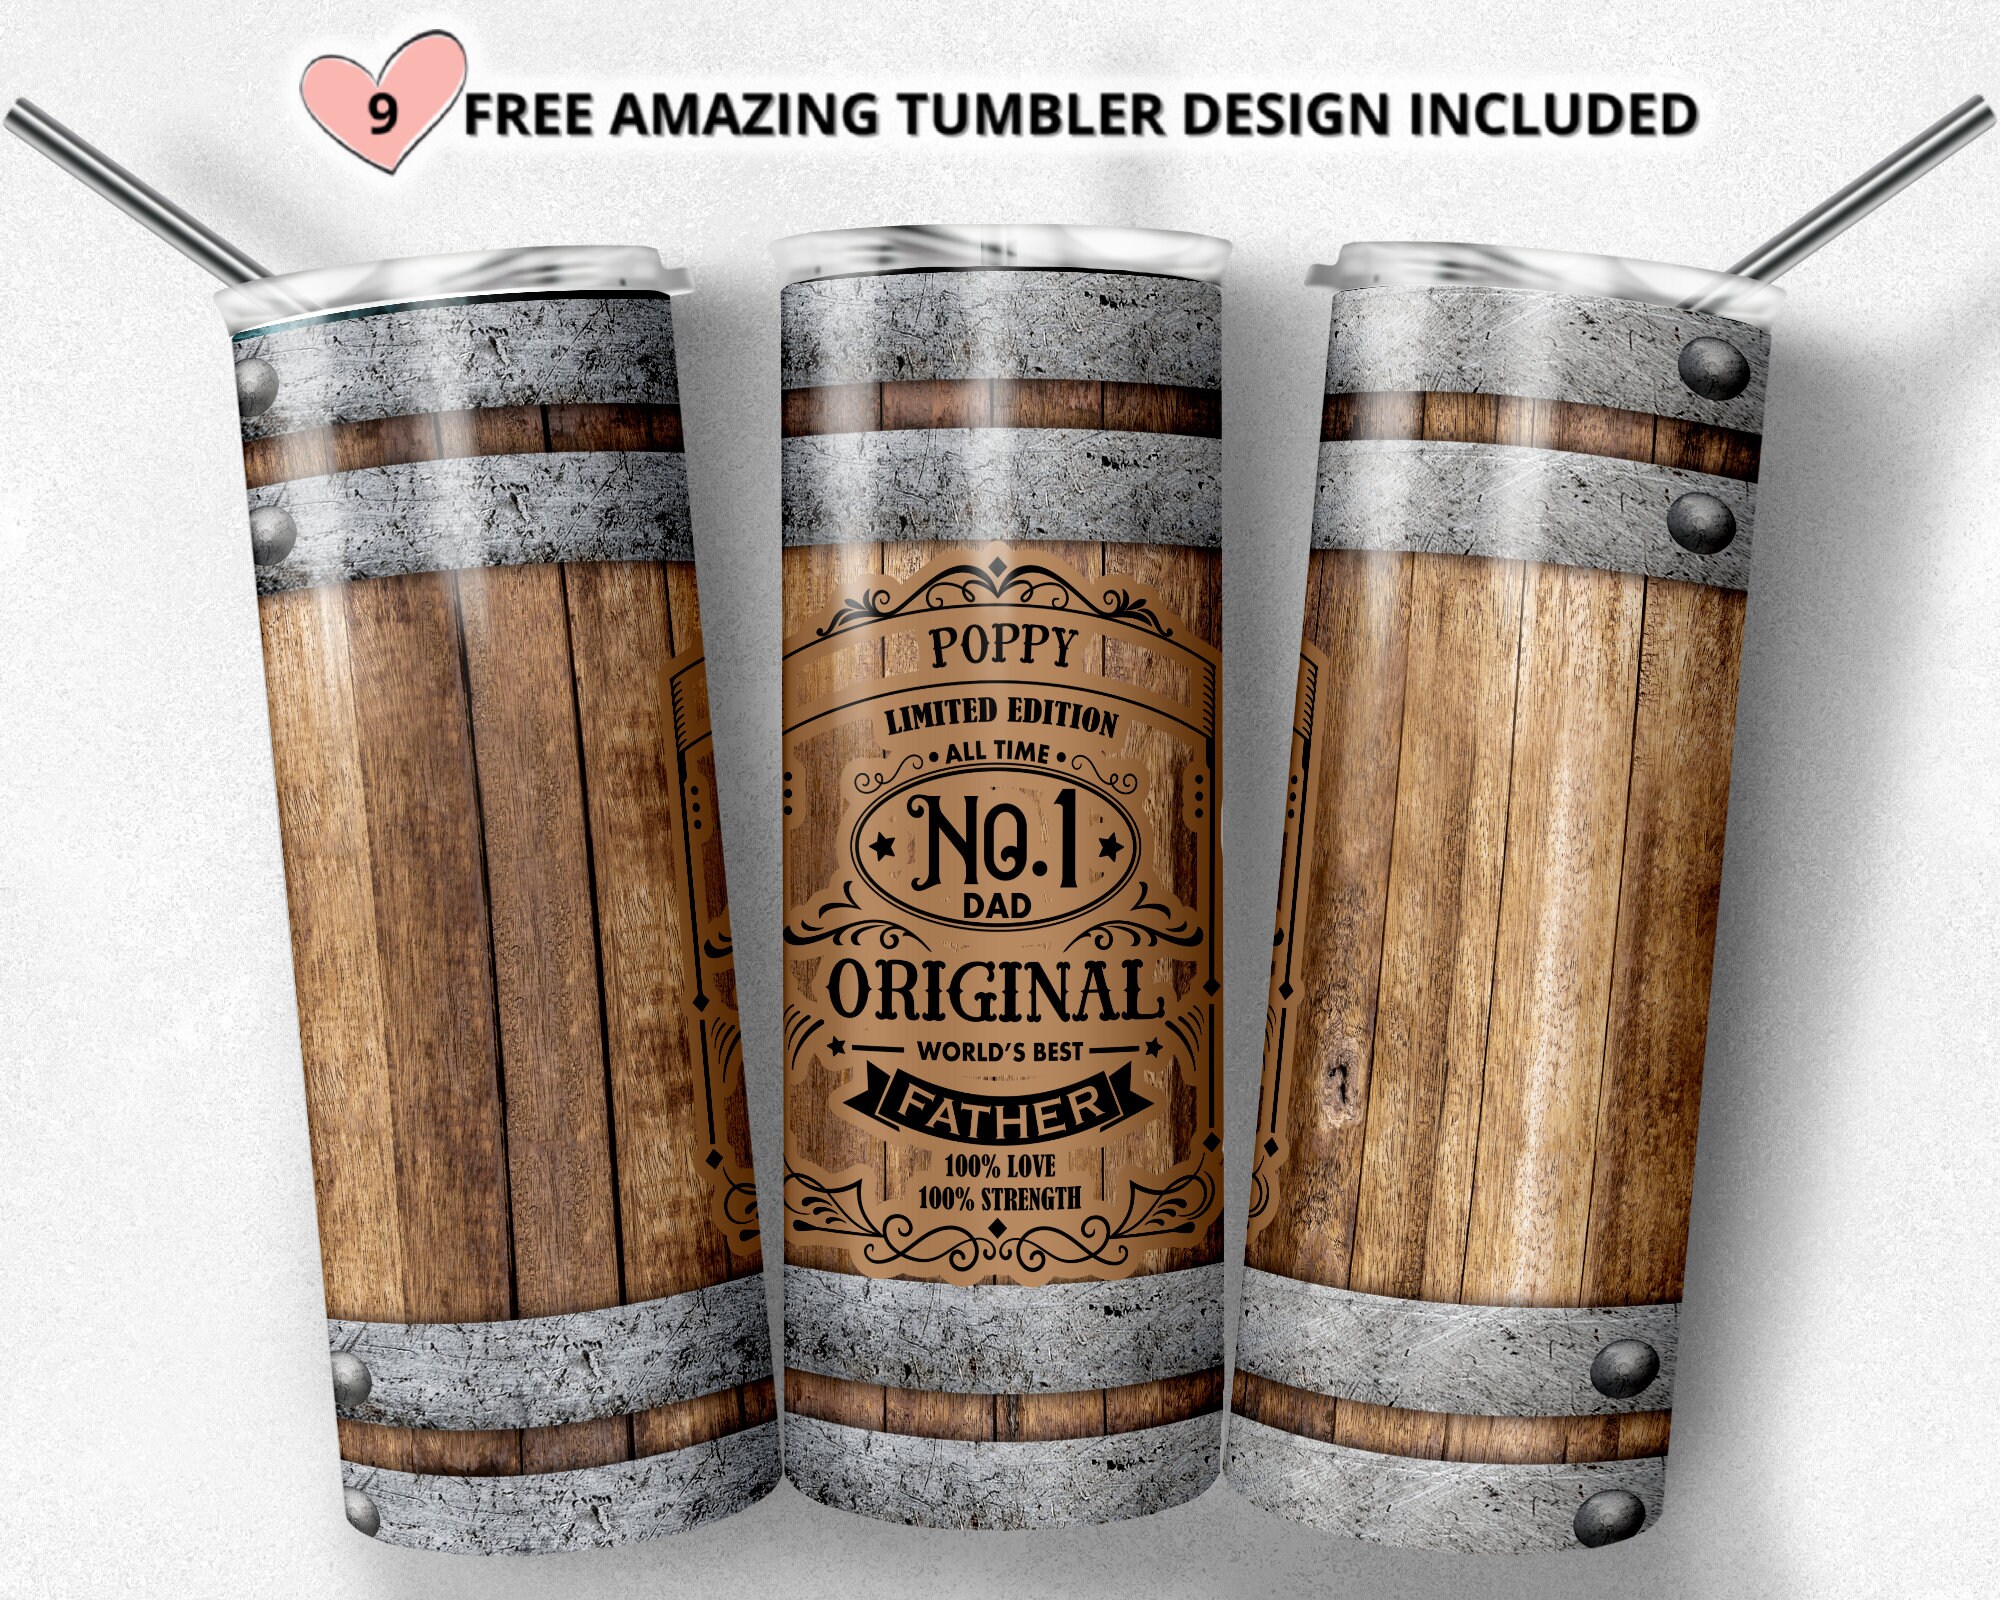 9 FREE AMAZING TUMBLER DESIGN INCLUDED
POPPY
LIMITED EDITION
• ALL TIME •
NO.1
DAD
ORIGINAL
WORLD'S BEST
FATHER
100% LOVE
100% STRENGTH